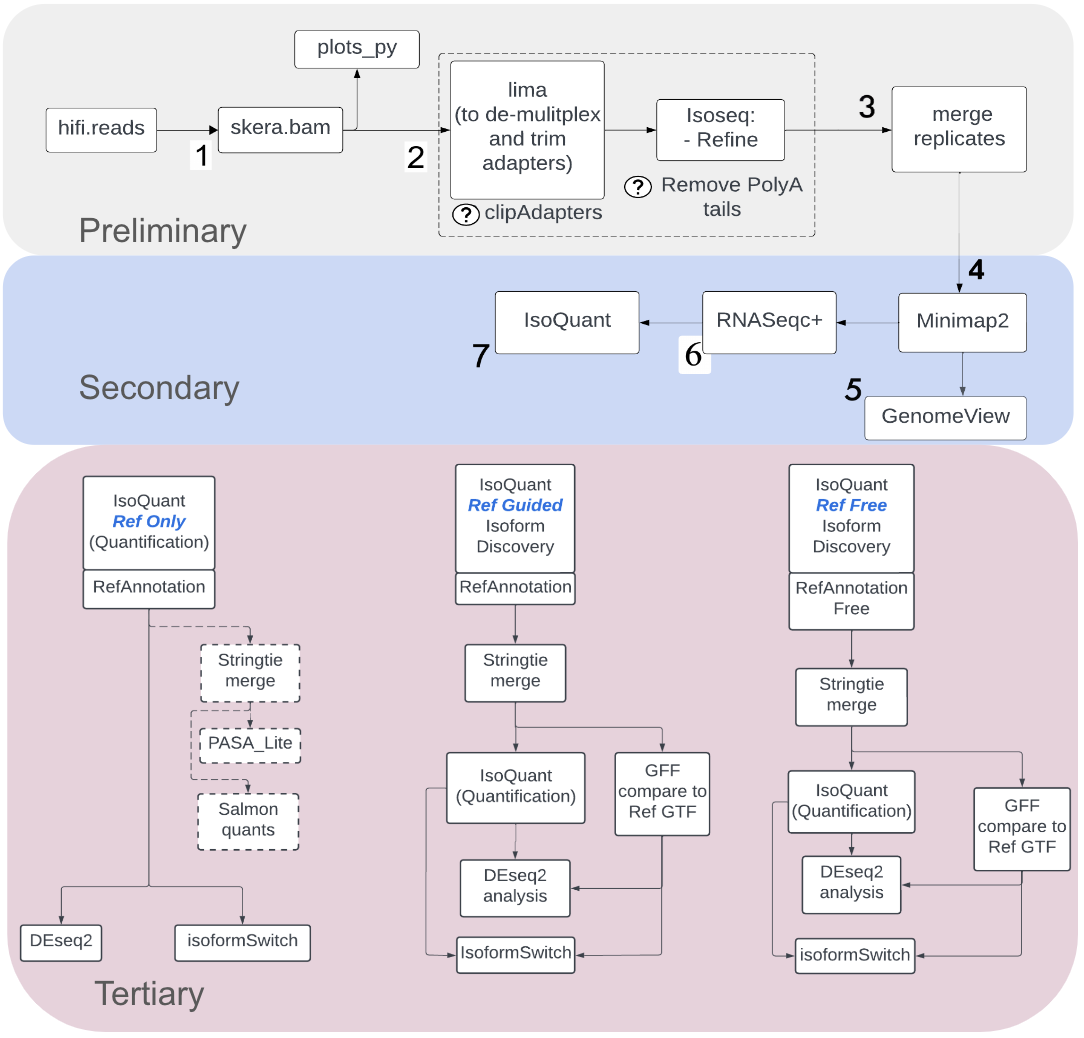 plots_py
hifi.reads
skera.bam
1
2
lima
(to de-mulitplex
and trim
adapters)
? clipAdapters
Isoseq:
- Refine
? Remove PolyA
tails
3
merge
replicates
Preliminary
4
Minimap2
RNASeqc+
6
IsoQuant
7
5
GenomeView
Secondary
IsoQuant
Ref Only
(Quantification)
RefAnnotation
Stringtie
merge
PASA_Lite
Salmon
quants
DEseq2
isoformSwitch
IsoQuant
Ref Guided
Isoform
Discovery
RefAnnotation
Stringtie
merge
IsoQuant
(Quantification)
GFF
compare to
Ref GTF
DEseq2
analysis
IsoformSwitch
IsoQuant
Ref Free
Isoform
Discovery
RefAnnotation
Free
Stringtie
merge
IsoQuant
(Quantification)
GFF
compare to
Ref GTF
DEseq2
analysis
isoformSwitch
Tertiary